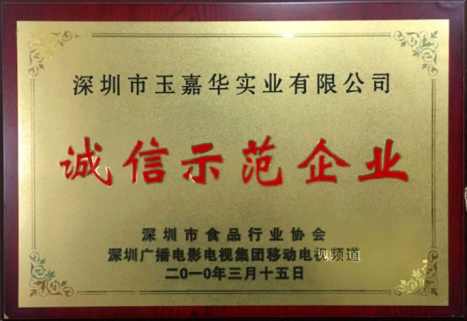 深圳市玉嘉华实业有限公司
诚信示范企业
深圳市食品行业协会
深圳广播电影电视集团移动电视频道
二0一0年三月十五日